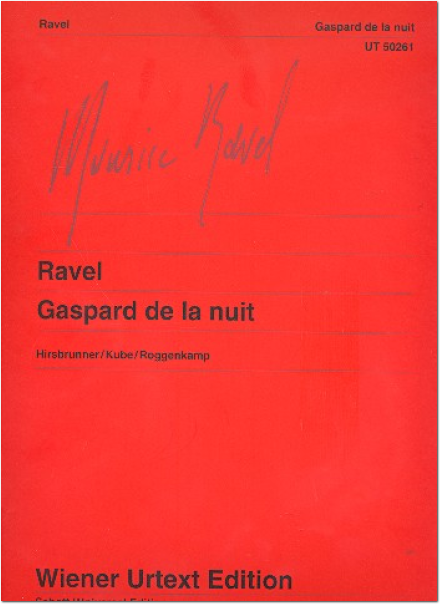 Ravel
Gaspard de la nuit
UT 50261
Maurice Ravel
Ravel
Gaspard de la nuit
Hirsbrunner/Kube/Roggenkamp
Wiener Urtext Edition